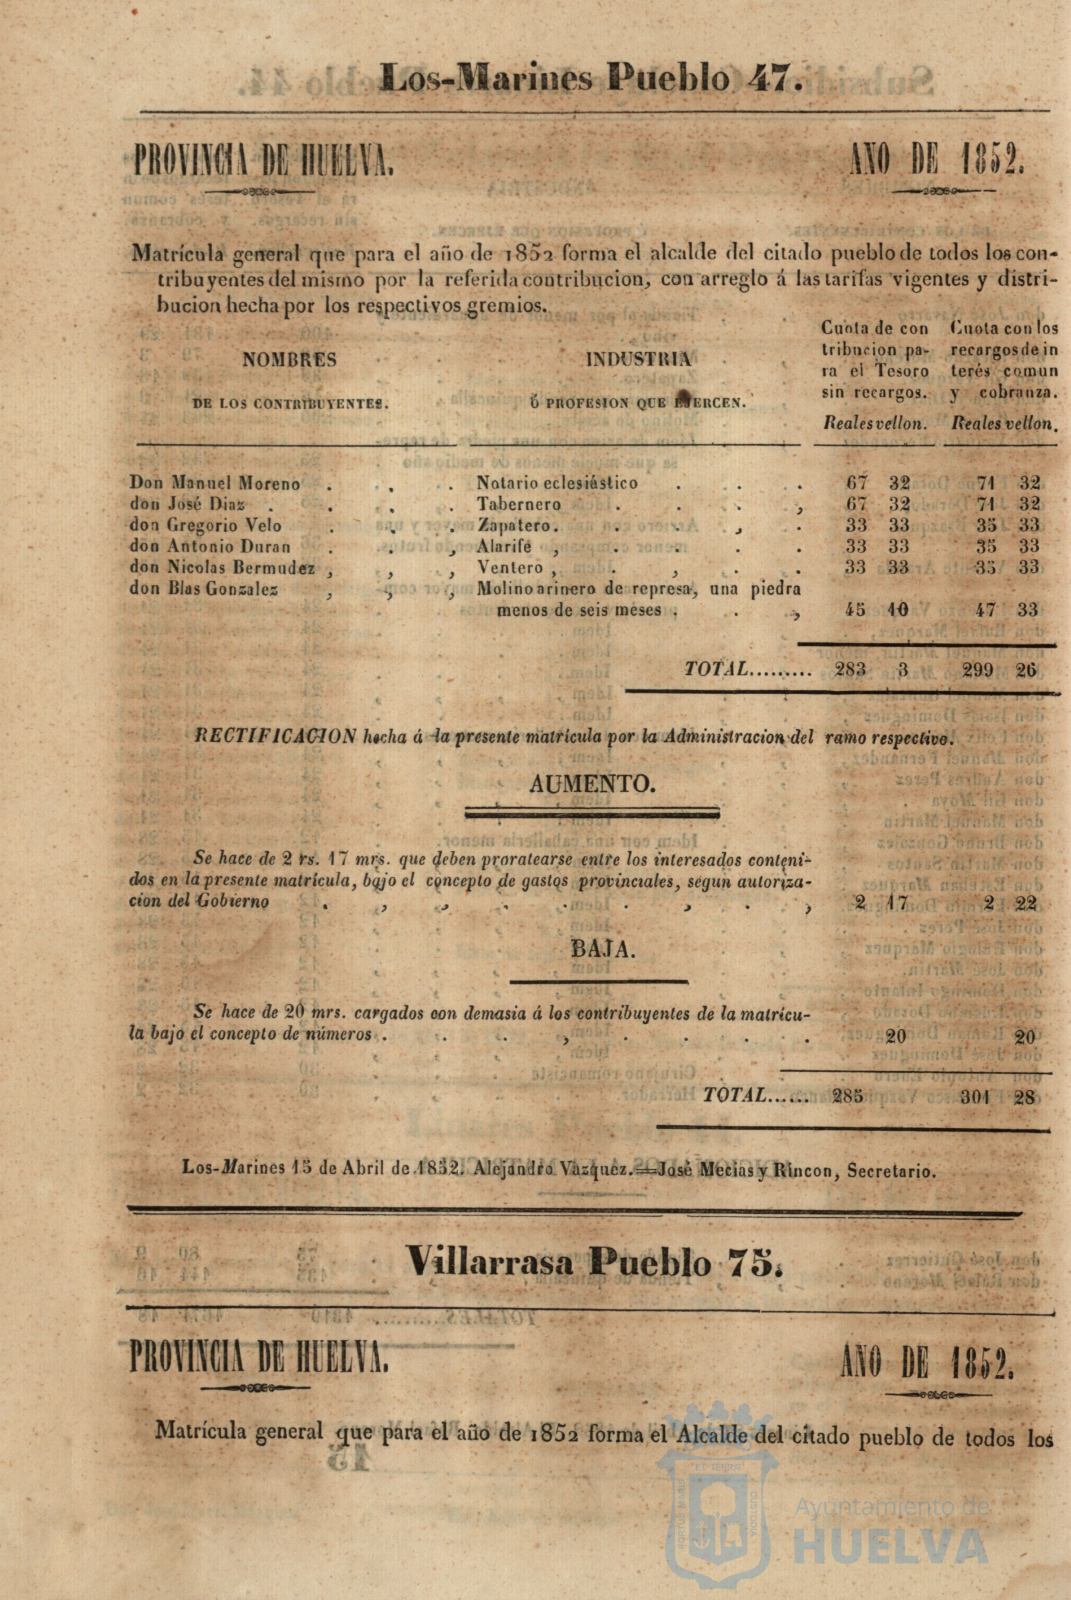 Los-Marines Pueblo 47.
PROVINCIA DE HUELVA. AÑO DE 1852.
Matrícula general que para el año de 1852 forma el alcalde del citado pueblo de todos los con-
tribuyentes del mismo por la referida contribucion, con arreglo á las tarifas vigentes y distri-
bucion hecha por los respectivos gremios.
NOMBRES
DE LOS CONTRIBUYENTES.
INDUSTRIA
Ó PROFESION QUE EJERCEN.
Cuota de con
tribucion pa-
ra el Tesoro
sin recargos.
Reales vellon.
Cuota con los
recargos de in
terés comun
y cobranza.
Reales vellon.
Don Manuel Moreno . , . Notario eclesiástico . . . 67 32 71 32
don José Diaz . . , . Tabernero . . . , 67 32 71 32
don Gregorio Velo . . . Zapatero. . . , . 33 33 35 33
don Antonio Duran . . , Alarife , . . . . 33 33 35 33
don Nicolas Bermudez , , , Ventero , . , . . 33 33 35 33
don Blas Gonzalez , , , Molino arinero de represa, una piedra
menos de seis meses . . , 45 10 47 33
TOTAL......... 283 3 299 26
RECTIFICACION hecha á la presente matrícula por la Administracion del ramo respectivo.
AUMENTO.
Se hace de 2 rs. 17 mrs. que deben proratearse entre los interesados conteni-
dos en la presente matrícula, bajo el concepto de gastos provinciales, segun autoriza-
cion del Gobierno . , , . . , . , 2 17 2 22
BAJA.
Se hace de 20 mrs. cargados con demasia á los contribuyentes de la matrícu-
la bajo el concepto de números . . . , . . . . 20 20
TOTAL...... 285 301 28
Los-Marines 15 de Abril de 1852. Alejandro Vazquez.=José Mecias y Rincon, Secretario.
Villarrasa Pueblo 75.
PROVINCIA DE HUELVA. AÑO DE 1852.
Matrícula general que para el año de 1852 forma el Alcalde del citado pueblo de todos los
Ayuntamiento de
HUELVA